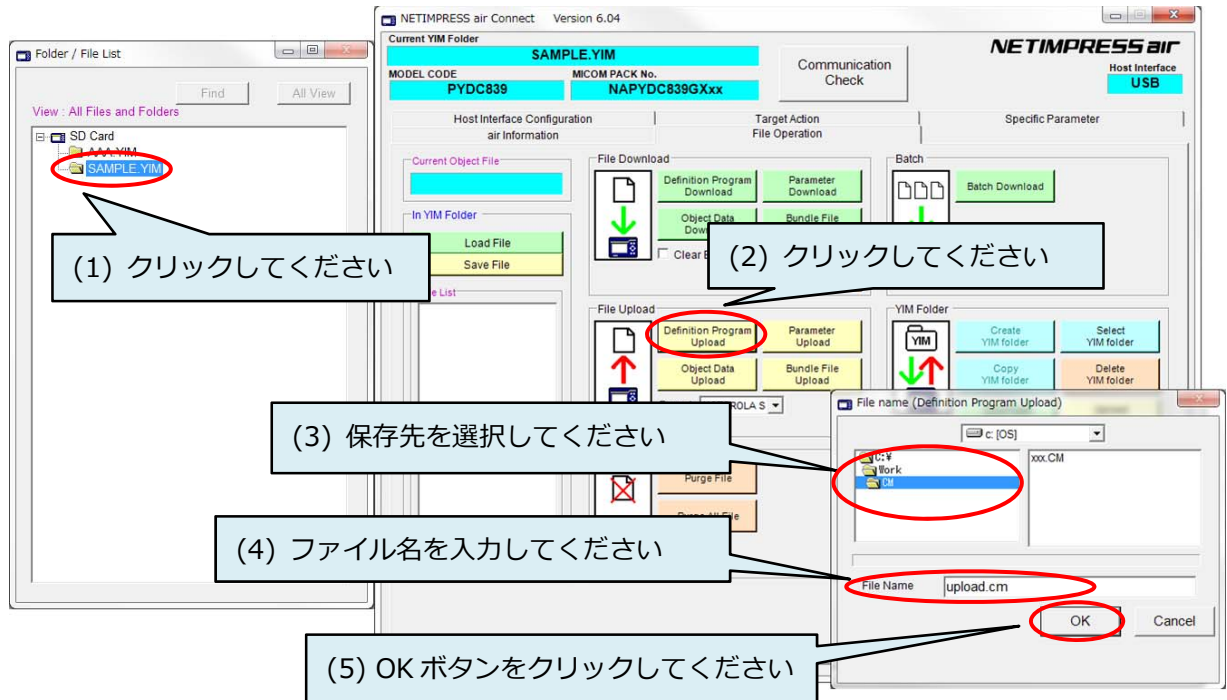 Folder / File List
Find
All View
View : All Files and Folders
SD Card
AAA.YIM
SAMPLE.YIM
(1) クリックしてください
NETIMPRESS air Connect Version 6.04
Current YIM Folder
SAMPLE.YIM
MODEL CODE
MICOM PACK No.
PYDC839
NAPYDC839GXxx
Communication
Check
NETIMPRESS air
Host Interface
USB
Host Interface Configuration
Target Action
Specific Parameter
air Information
File Operation
Current Object File
In YIM Folder
Load File
Save File
File Download
Definition Program
Download
Parameter
Download
Object Data
Bundle File
Clear
Batch
Batch Download
(2) クリックしてください
File Upload
Definition Program
Upload
Parameter
Upload
Object Data
Upload
Bundle File
Upload
YIM Folder
YIM
Create
YIM folder
Select
YIM folder
Copy
YIM folder
Delete
YIM folder
(3) 保存先を選択してください
Purge File
Purge All File
(4) ファイル名を入力してください
File name (Definition Program Upload)
c: [OS]
C:¥
Work
CM
xxx.CM
File Name
upload.cm
OK
Cancel
(5) OK ボタンをクリックしてください